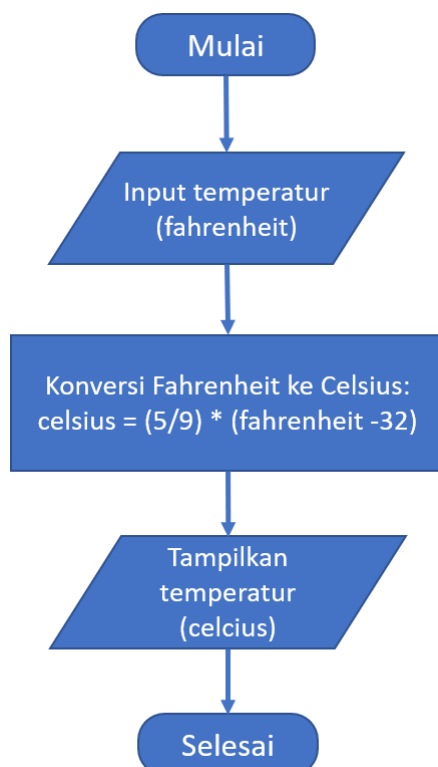 Mulai
Input temperatur
(fahrenheit)
Konversi Fahrenheit ke Celsius:
celsius = (5/9) * (fahrenheit -32)
Tampilkan
temperatur
(celcius)
Selesai